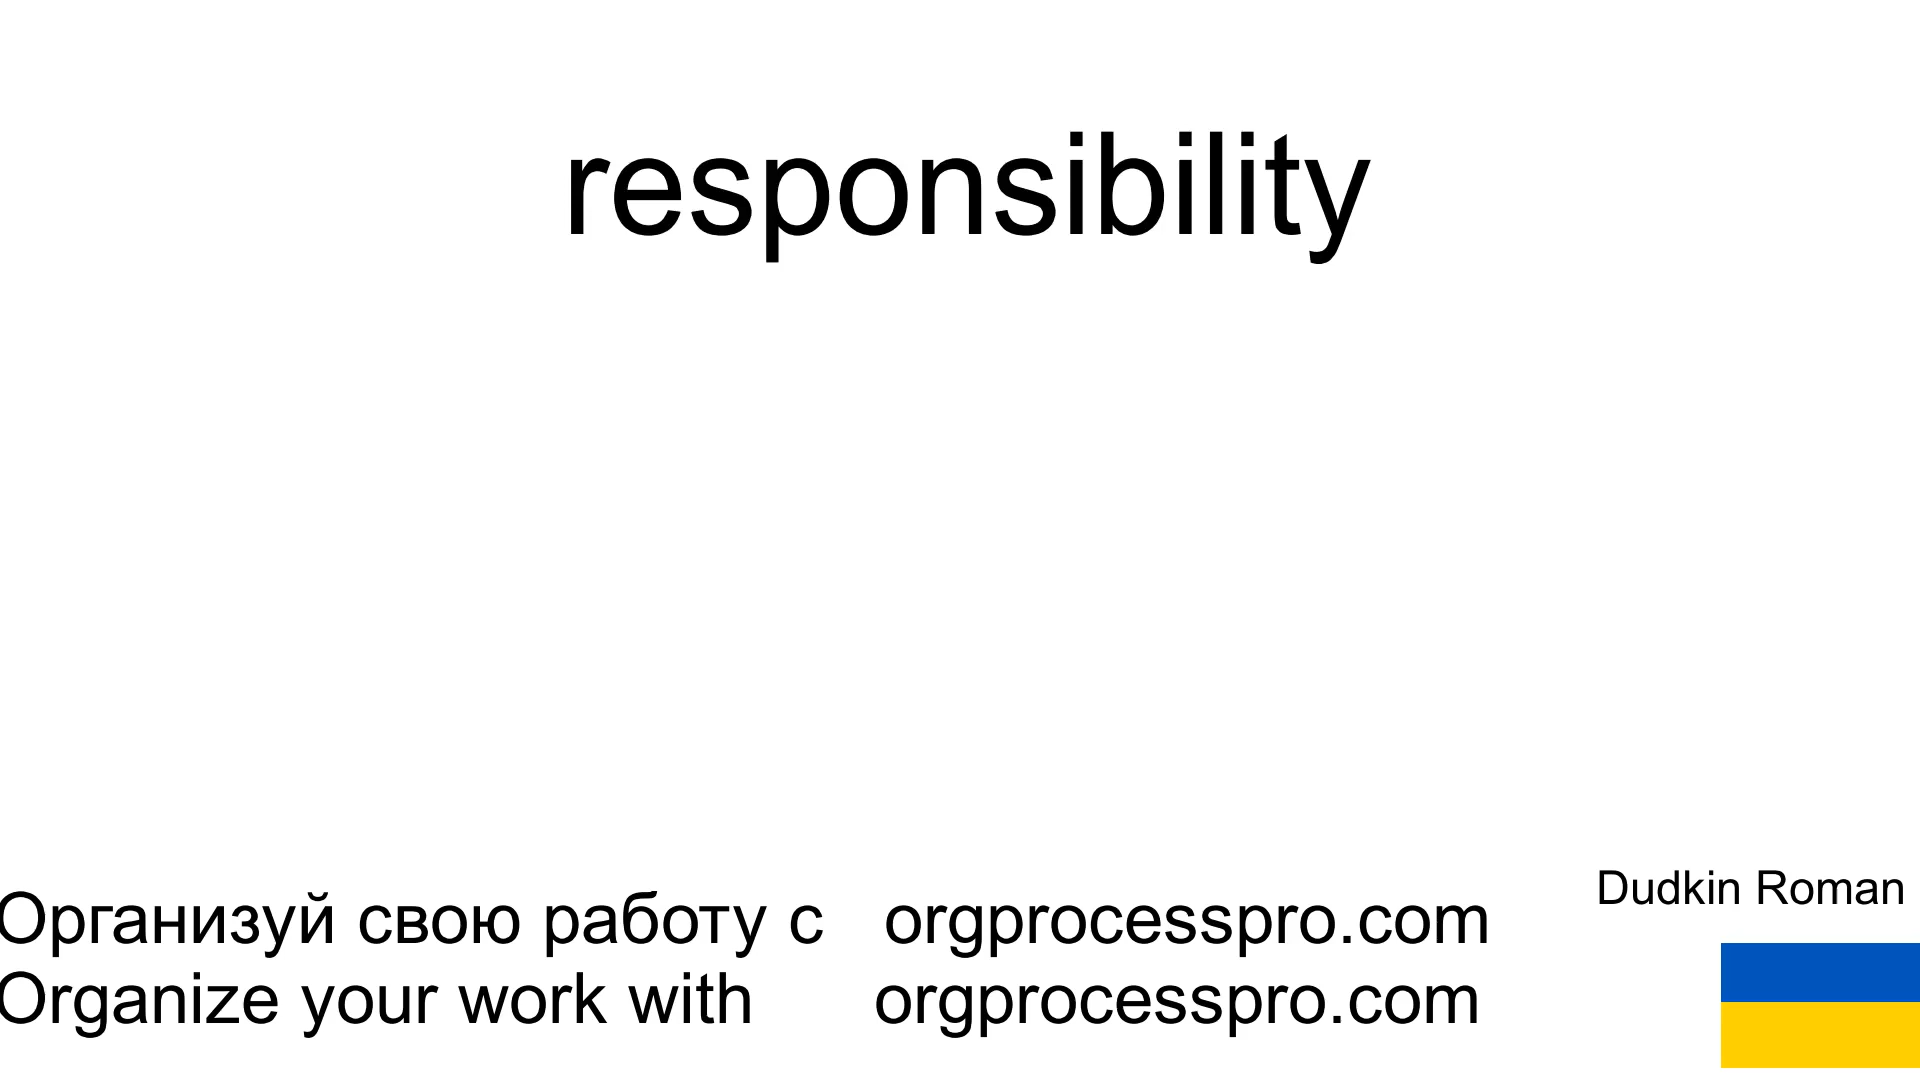 responsibility
Dudkin Roman
Организуй свою работу с orgprocesspro.com
Organize your work with orgprocesspro.com